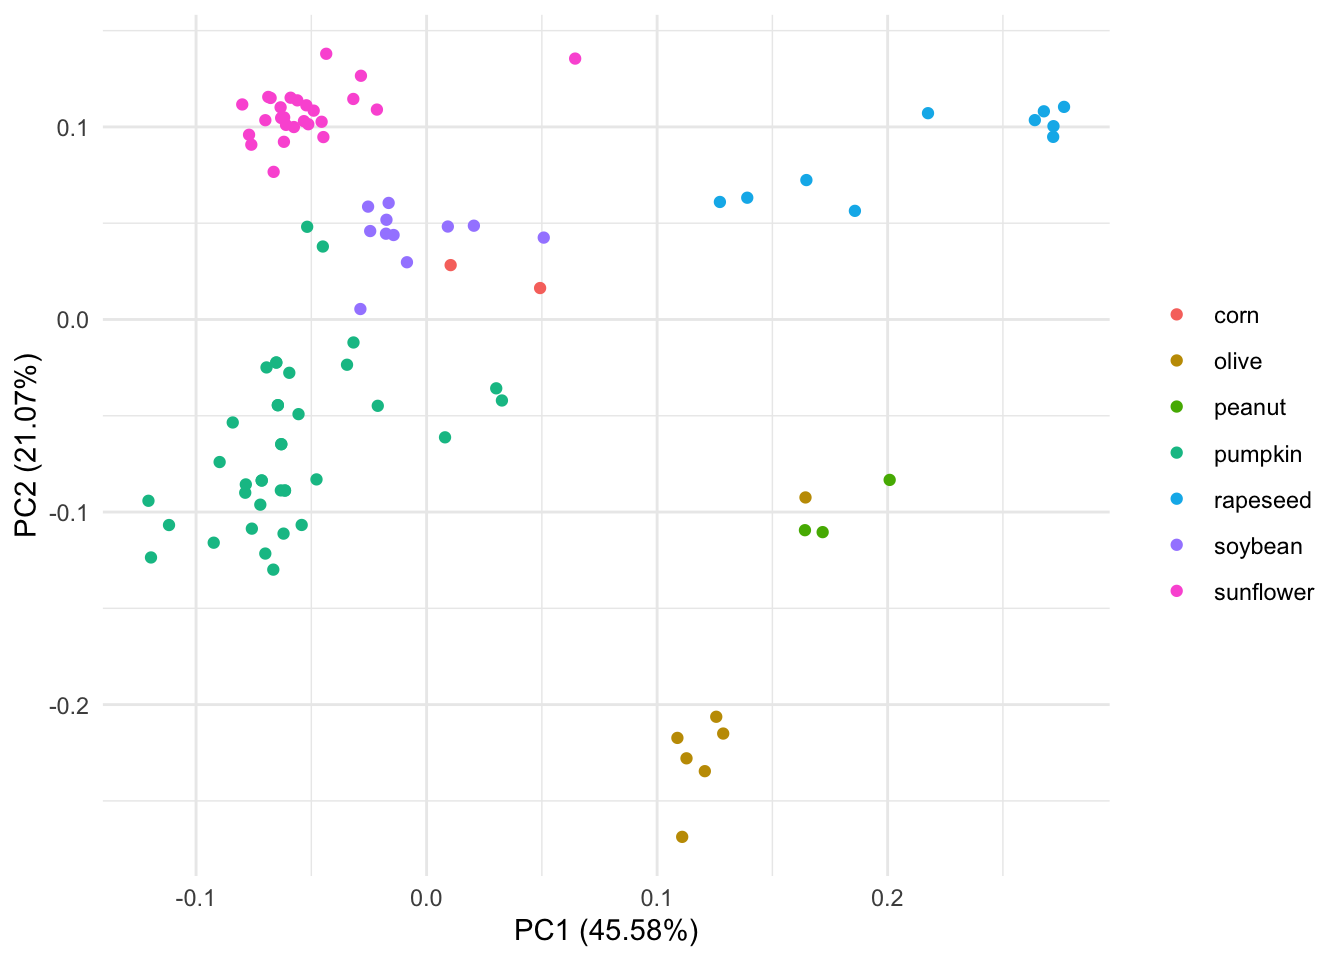 0.1
0.0
-0.1
-0.2
PC2 (21.07%)
-0.1 0.0 0.1 0.2
PC1 (45.58%)
corn
olive
peanut
pumpkin
rapeseed
soybean
sunflower